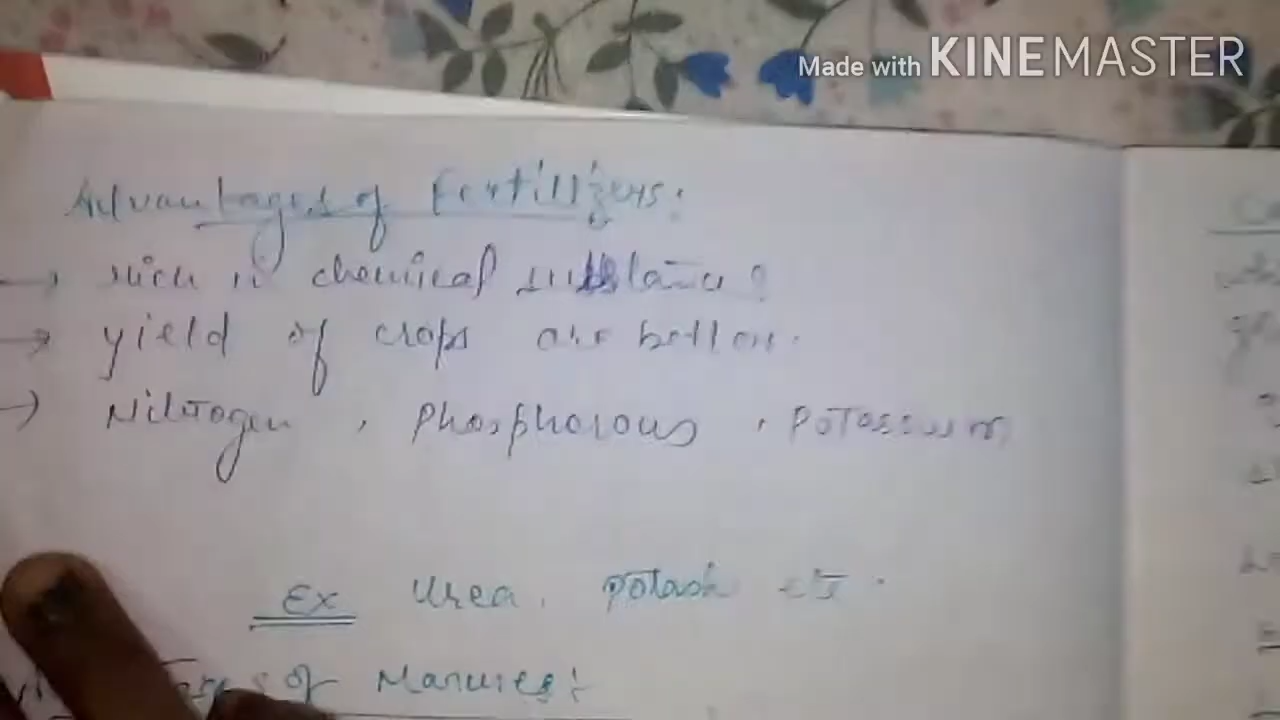 Made with KINEMASTER
Advantages of Fertilizers:
→ rich in chemical substance
→ yield of crops are better.
→ Nitrogen, Phosphorous, Potassium
Ex Urea, Potash etc.
of Manures: